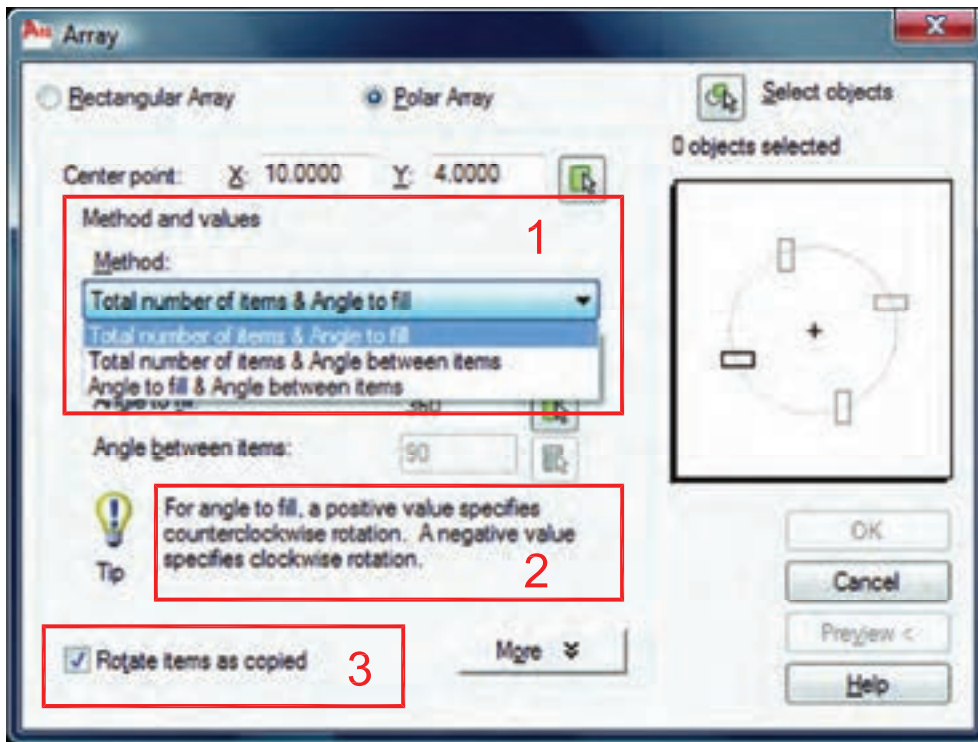 Array
Rectangular Array
Polar Array
Select objects
0 objects selected
Center point: X: 10.0000 Y: 4.0000
Method and values
1
Method:
Total number of items & Angle to fill
Total number of items & Angle to fill
Total number of items & Angle between items
Angle to fill & Angle between items
Angle to fill: 360
Angle between items: 90
For angle to fill, a positive value specifies
counterclockwise rotation. A negative value
specifies clockwise rotation.
Tip
2
OK
Cancel
Rotate items as copied
3
More
Preview <
Help